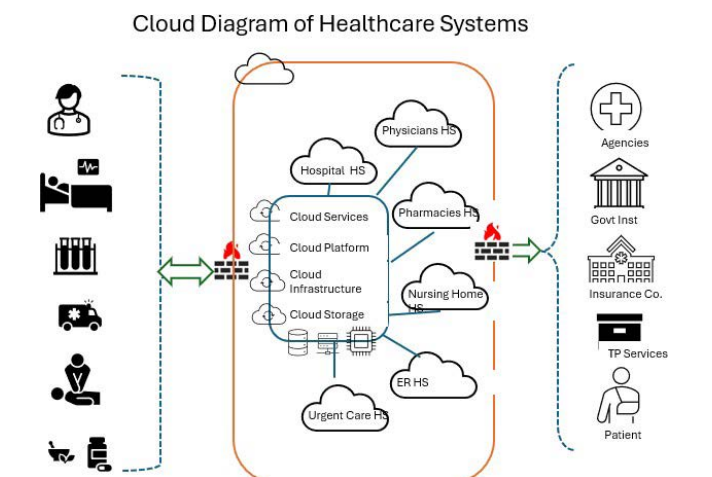 Cloud Diagram of Healthcare Systems
Physicians HS
Hospital HS
Cloud Services
Pharmacies HS
Cloud Platform
Cloud
Infrastructure
Nursing Home
HS
Cloud Storage
ER HS
Urgent Care HS
Agencies
Govt Inst
Insurance Co.
TP Services
Patient